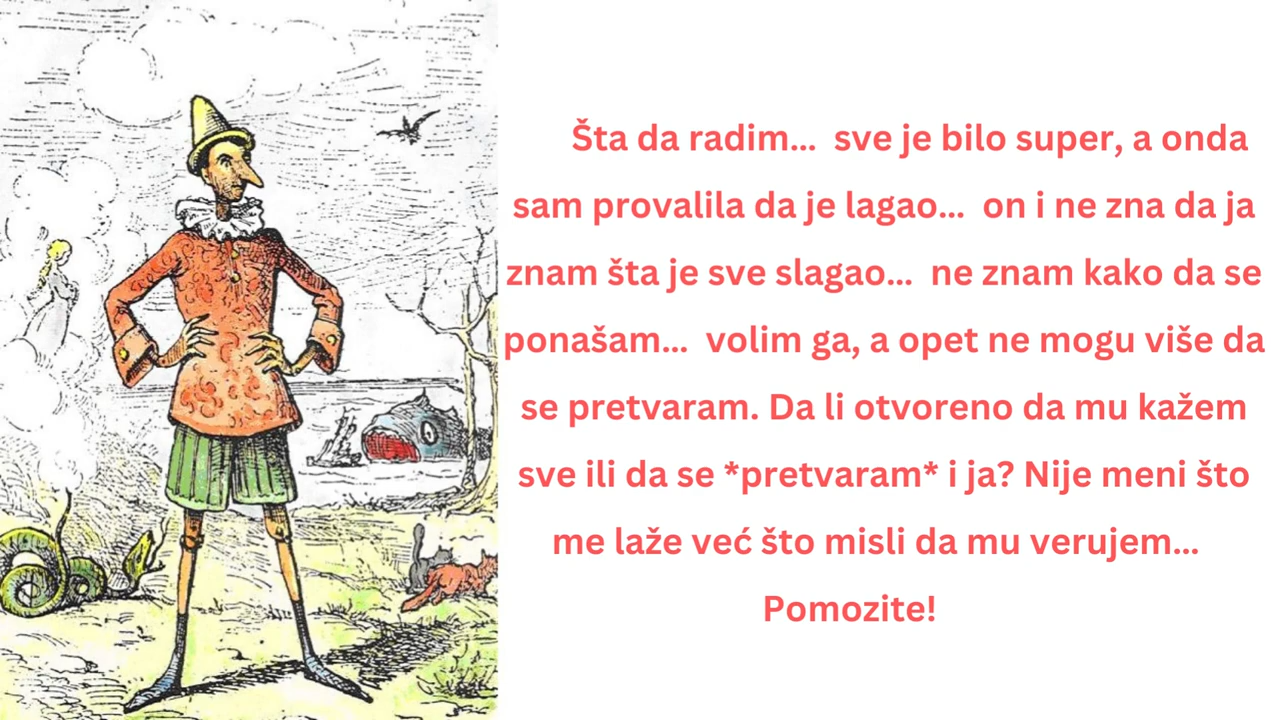 Šta da radim... sve je bilo super, a onda
sam provalila da je lagao... on i ne zna da ja
znam šta je sve slagao... ne znam kako da se
ponašam... volim ga, a opet ne mogu više da
se pretvaram. Da li otvoreno da mu kažem
sve ili da se *pretvaram* i ja? Nije meni što
me laže već što misli da mu verujem...
Pomozite!